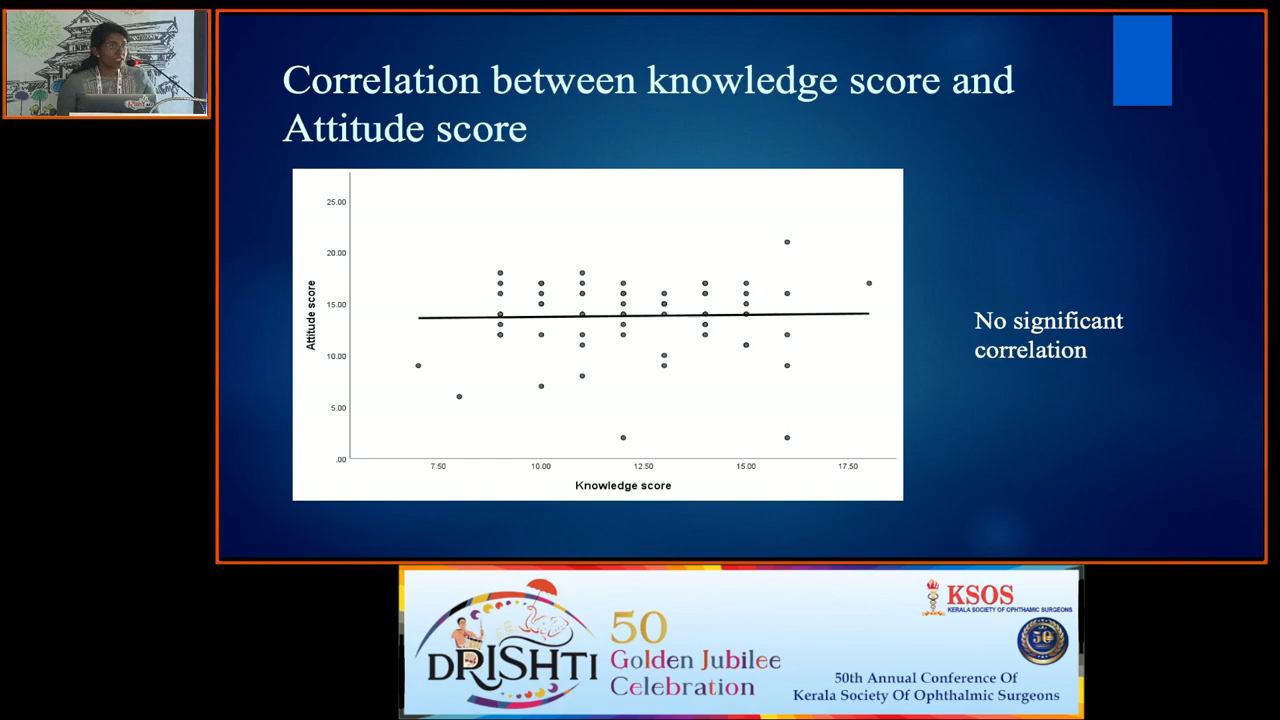 Correlation between knowledge score and
Attitude score
25.00
20.00
15.00
10.00
5.00
.00
Attitude score
7.50
10.00
12.50
15.00
17.50
Knowledge score
No significant
correlation
DRISHTI
50
Golden Jubilee
Celebration
KSOS
KERALA SOCIETY OF OPHTHAMIC SURGEONS
50
50th Annual Conference Of
Kerala Society Of Ophthalmic Surgeons